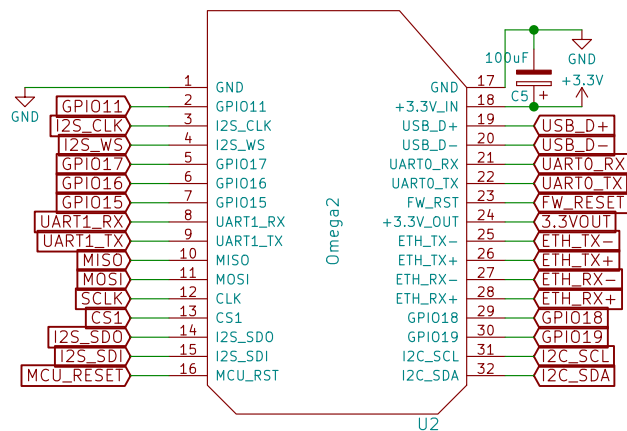 100uF
GND
C5 +
+3.3V
GND
1 GND
GPIO11 2 GPIO11
I2S_CLK 3 I2S_CLK
I2S_WS 4 I2S_WS
GPIO17 5 GPIO17
GPIO16 6 GPIO16
GPIO15 7 GPIO15
UART1_RX 8 UART1_RX
UART1_TX 9 UART1_TX
MISO 10 MISO
MOSI 11 MOSI
SCLK 12 CLK
CS1 13 CS1
I2S_SDO 14 I2S_SDO
I2S_SDI 15 I2S_SDI
MCU_RESET 16 MCU_RST
Omega2
GND 17
+3.3V_IN 18
USB_D+ 19 USB_D+
USB_D- 20 USB_D-
UART0_RX 21 UART0_RX
UART0_TX 22 UART0_TX
FW_RST 23 FW_RESET
+3.3V_OUT 24 3.3VOUT
ETH_TX- 25 ETH_TX-
ETH_TX+ 26 ETH_TX+
ETH_RX- 27 ETH_RX-
ETH_RX+ 28 ETH_RX+
GPIO18 29 GPIO18
GPIO19 30 GPIO19
I2C_SCL 31 I2C_SCL
I2C_SDA 32 I2C_SDA
U2